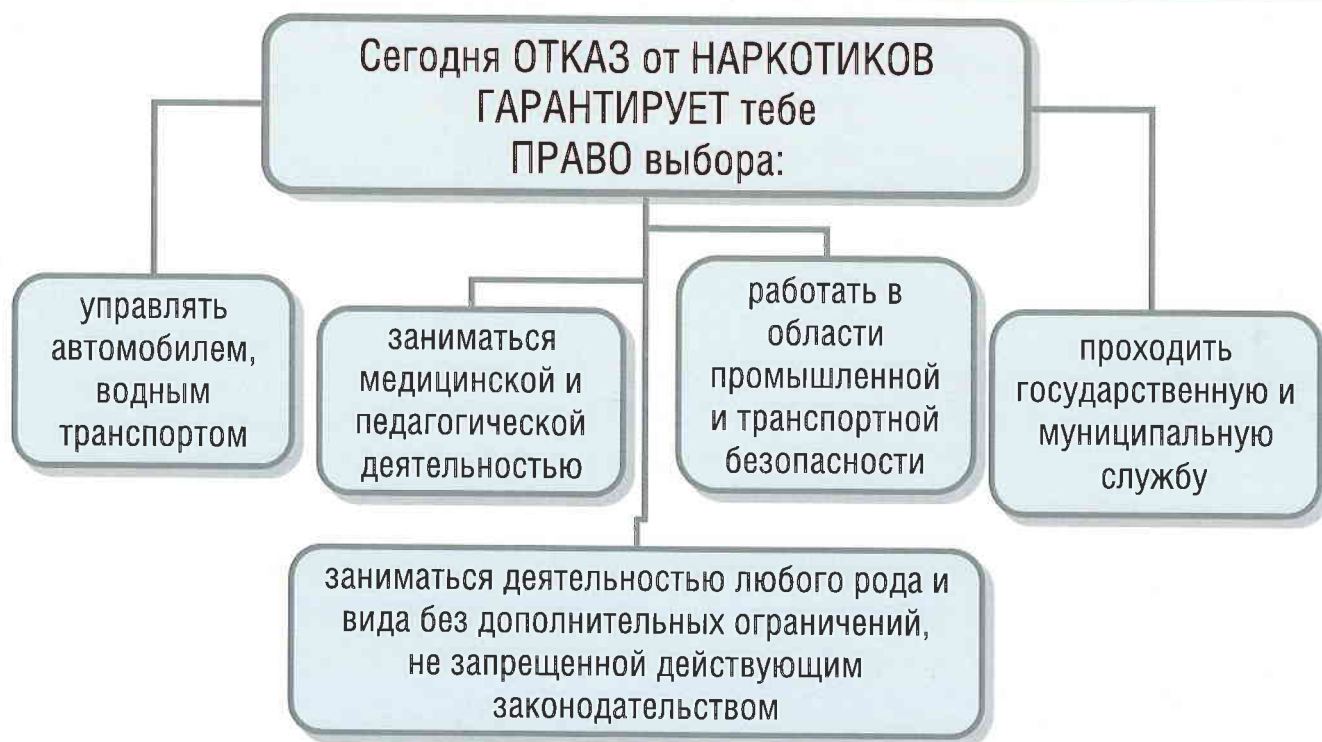 Сегодня ОТКАЗ от НАРКОТИКОВ
ГАРАНТИРУЕТ тебе
ПРАВО выбора:
управлять
автомобилем,
водным
транспортом
заниматься
медицинской и
педагогической
деятельностью
работать в
области
промышленной
и транспортной
безопасности
проходить
государственную и
муниципальную
службу
заниматься деятельностью любого рода и
вида без дополнительных ограничений,
не запрещенной действующим
законодательством